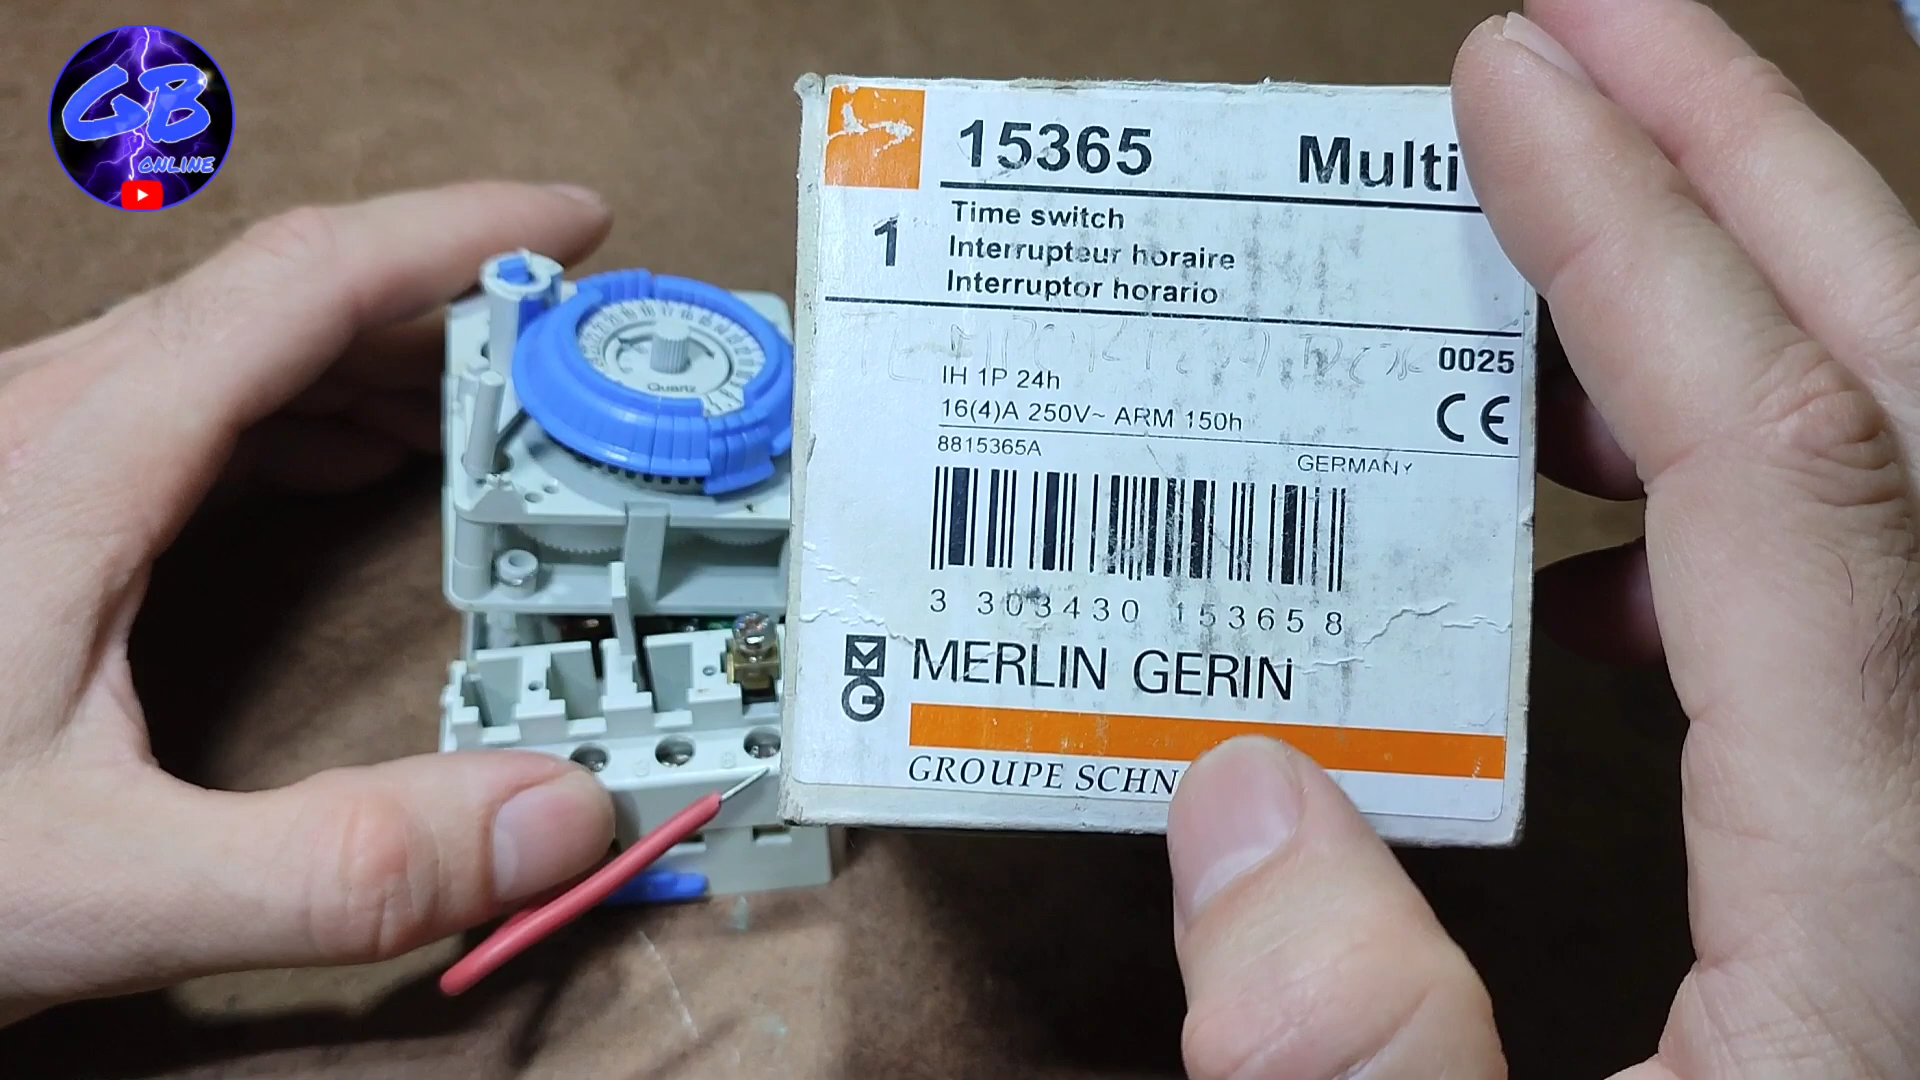 GB
ONLINE
15365 Multi
1
Time switch
Interrupteur horaire
Interruptor horario
0025
IH 1P 24h
16(4)A 250V~ ARM 150h
CE
8815365A
GERMANY
3 303430 153658
MERLIN GERIN
GROUPE SCHN
Quartz